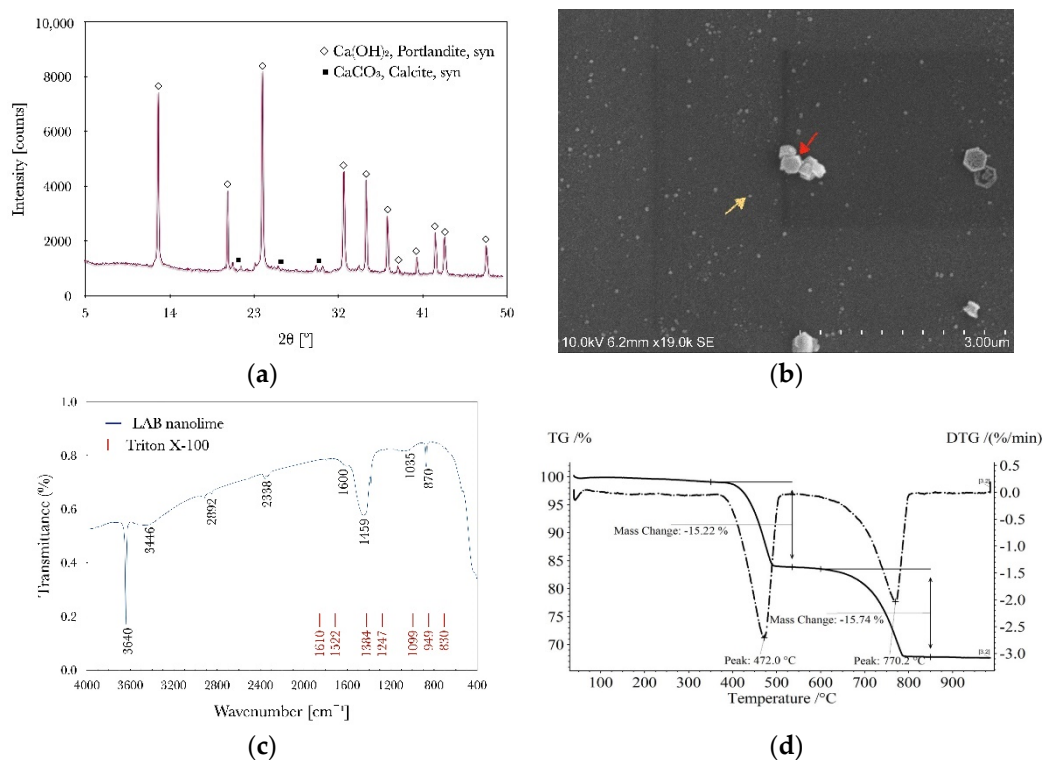 10,000
8000
6000
4000
2000
0
Intensity [counts]
◇ Ca(OH)₂, Portlandite, syn
■ CaCO₃, Calcite, syn
5 14 23 32 41 50
2θ [°]
(a)
10.0kV 6.2mm x19.0k SE 3.00um
(b)
1.0
0.8
0.6
0.4
0.2
0.0
Transmittance (%)
LAB nanolime
Triton X-100
3640
3446
2892
2338
1600
1459
1035
870
1610
1522
1384
1247
1099
949
830
4000 3600 3200 2800 2400 2000 1600 1200 800 400
Wavenumber [cm⁻¹]
(c)
TG /%
DTG /(%/min)
100
95
90
85
80
75
70
0.5
0.0
-0.5
-1.0
-1.5
-2.0
-2.5
-3.0
[3.2]
Mass Change: -15.22 %
Mass Change: -15.74 %
[3.2]
Peak: 472.0 °C
Peak: 770.2 °C
100 200 300 400 500 600 700 800 900
Temperature /°C
(d)